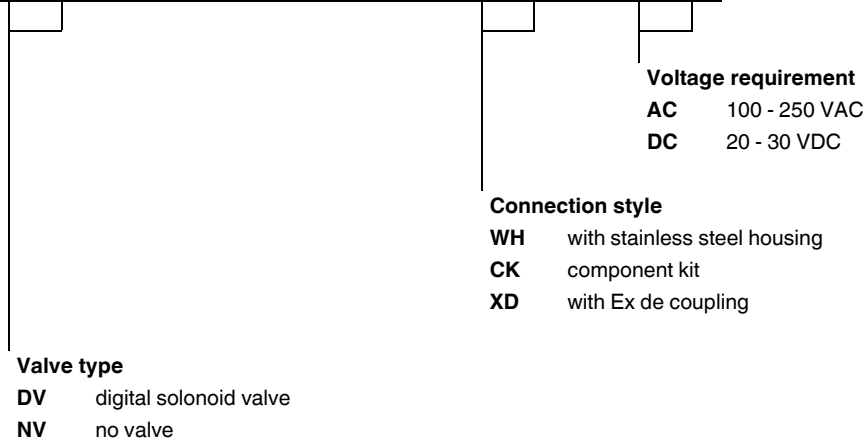 Voltage requirement
AC 100 - 250 VAC
DC 20 - 30 VDC
Connection style
WH with stainless steel housing
CK component kit
XD with Ex de coupling
Valve type
DV digital solonoid valve
NV no valve